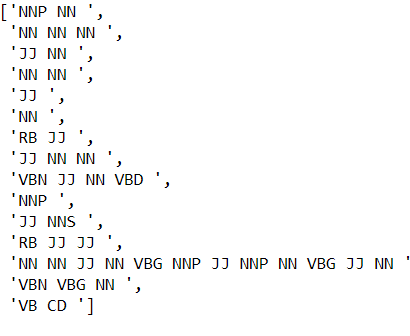 ['NNP NN ',
'NN NN NN ',
'JJ NN ',
'NN NN ',
'JJ ',
'NN ',
'RB JJ ',
'JJ NN NN ',
'VBN JJ NN VBD ',
'NNP ',
'JJ NNS ',
'RB JJ JJ ',
'NN NN JJ NN VBG NNP JJ NNP NN VBG JJ NN '
'VBN VBG NN ',
'VB CD ']